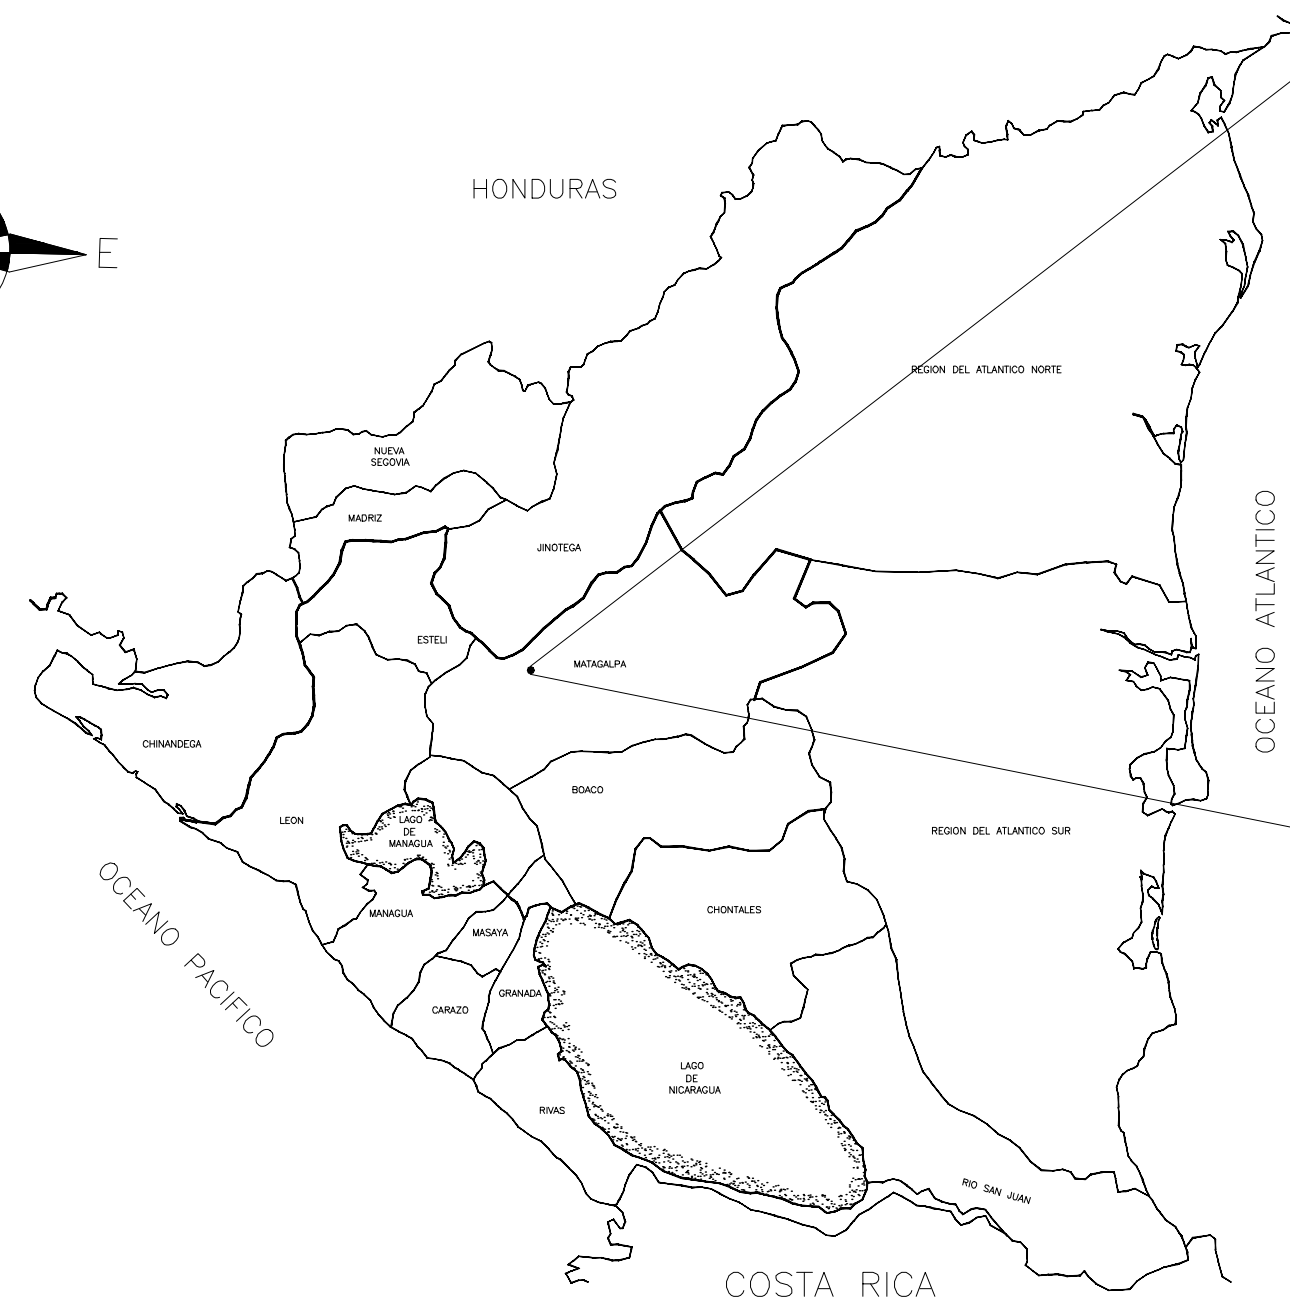 HONDURAS
E
REGION DEL ATLANTICO NORTE
NUEVA
SEGOVIA
MADRIZ
JINOTEGA
OCEANO ATLANTICO
ESTELI
MATAGALPA
CHINANDEGA
BOACO
LEON
LAGO
DE
MANAGUA
REGION DEL ATLANTICO SUR
OCEANO PACIFICO
MANAGUA
CHONTALES
MASAYA
GRANADA
CARAZO
LAGO
DE
NICARAGUA
RIVAS
RIO SAN JUAN
COSTA RICA